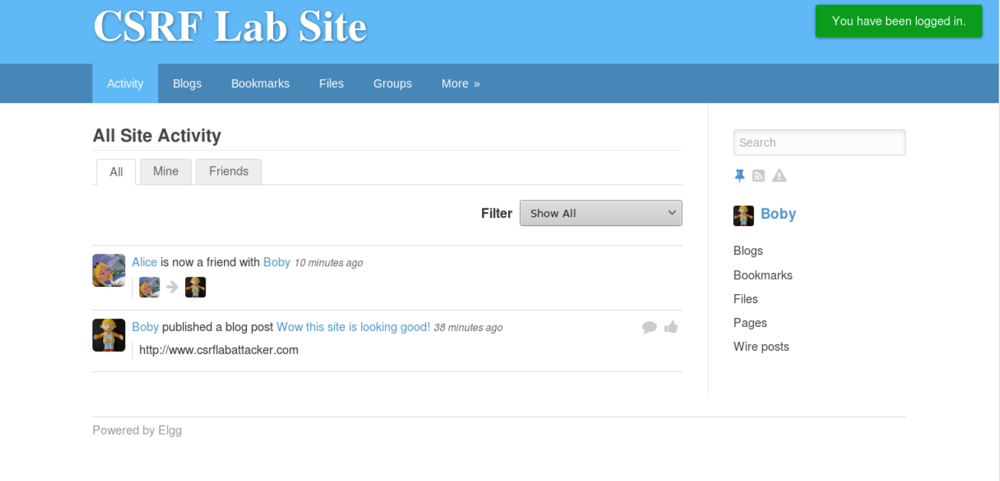 CSRF Lab Site
You have been logged in.
Activity Blogs Bookmarks Files Groups More »
All Site Activity
All Mine Friends
Filter Show All
Alice is now a friend with Boby 10 minutes ago
Boby published a blog post Wow this site is looking good! 38 minutes ago
http://www.csrflabattacker.com
Search
Boby
Blogs
Bookmarks
Files
Pages
Wire posts
Powered by Elgg